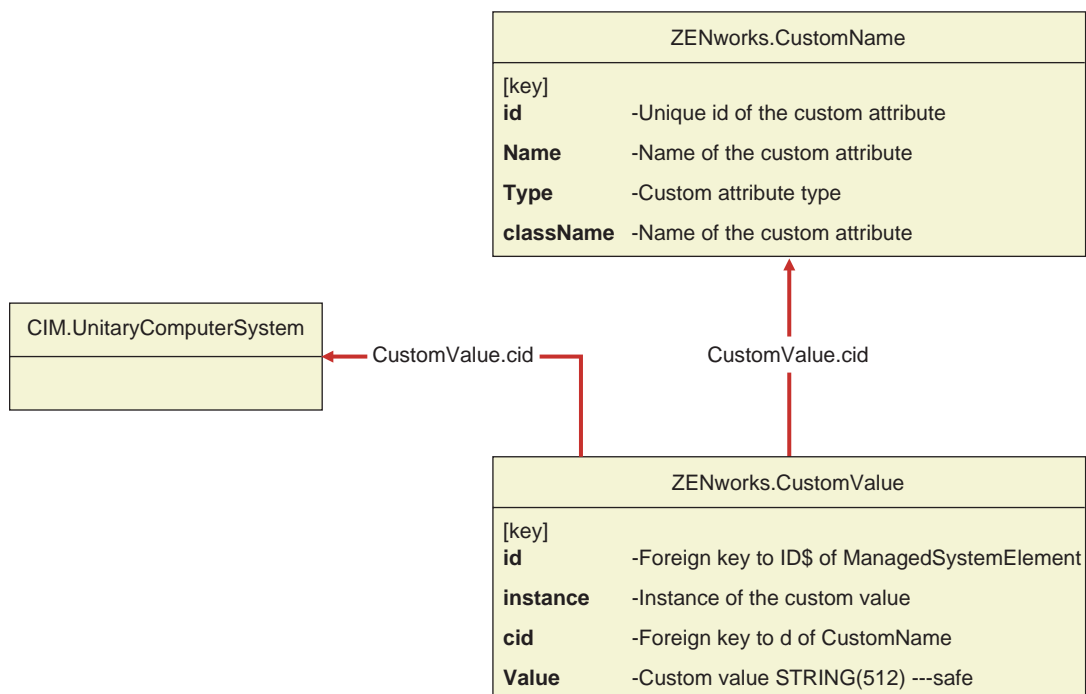 ZENworks.CustomName
[key]
id -Unique id of the custom attribute
Name -Name of the custom attribute
Type -Custom attribute type
className -Name of the custom attribute
CIM.UnitaryComputerSystem
CustomValue.cid
CustomValue.cid
ZENworks.CustomValue
[key]
id -Foreign key to ID$ of ManagedSystemElement
instance -Instance of the custom value
cid -Foreign key to d of CustomName
Value -Custom value STRING(512) ---safe